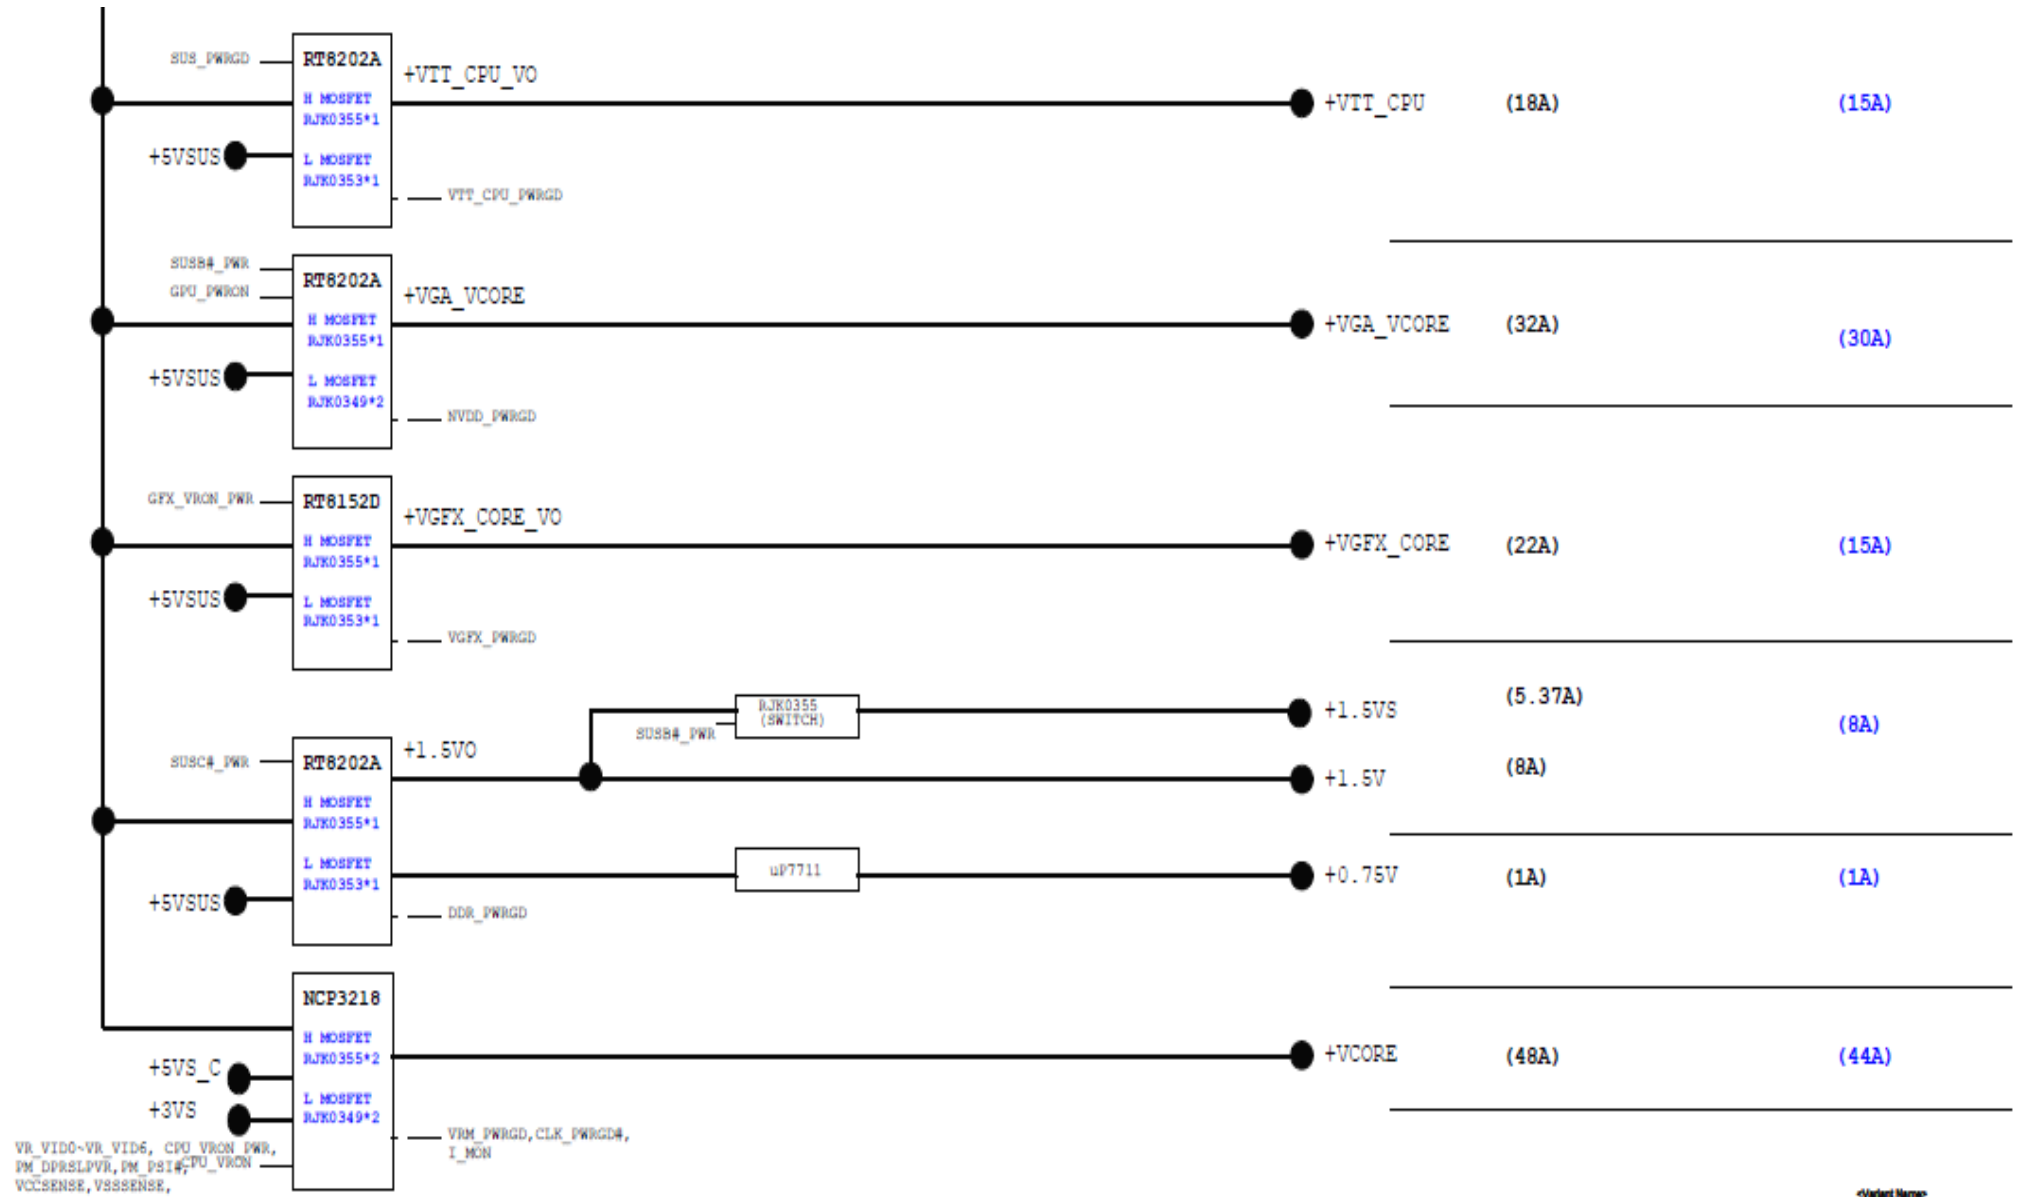 SUS_PWRGD
RT8202A
+VTT_CPU_VO
H MOSFET
RJK0355*1
+5VSUS
L MOSFET
RJK0353*1
VTT_CPU_PWRGD
+VTT_CPU (18A) (15A)
SUSB#_PWR
GPU_PWRON
RT8202A
+VGA_VCORE
H MOSFET
RJK0355*1
+5VSUS
L MOSFET
RJK0349*2
NVDD_PWRGD
+VGA_VCORE (32A) (30A)
GFX_VRON_PWR
RT8152D
+VGFX_CORE_VO
H MOSFET
RJK0355*1
+5VSUS
L MOSFET
RJK0353*1
VGFX_PWRGD
+VGFX_CORE (22A) (15A)
SUSC#_PWR
RT8202A
+1.5VO
H MOSFET
RJK0355*1
+5VSUS
L MOSFET
RJK0353*1
DDR_PWRGD
RJK0355
(SWITCH)
SUSB#_PWR
+1.5VS (5.37A)
(8A)
+1.5V (8A)
uP7711
+0.75V (1A) (1A)
NCP3218
H MOSFET
RJK0355*2
+5VS_C
+3VS
L MOSFET
RJK0349*2
VR_VID0~VR_VID6, CPU_VRON_PWR,
PM_DPRSLPVR,PM_PSI#,
CPU_VRON
VCCSENSE,VSSSENSE,
VRM_PWRGD,CLK_PWRGD#,
I_MON
+VCORE (48A) (44A)
<Variant Name>